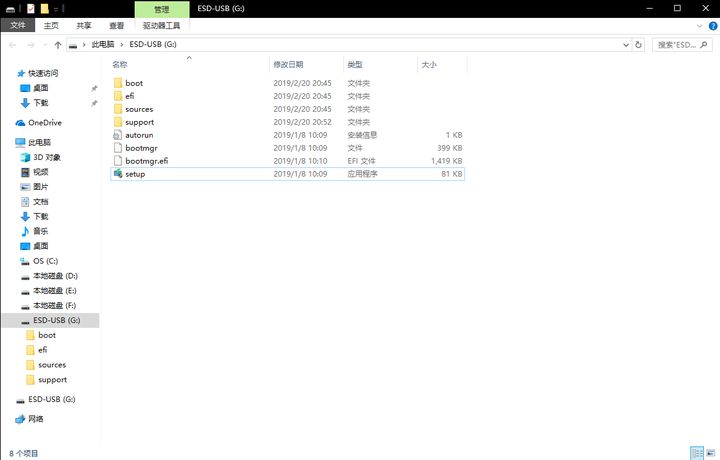 管理 ESD-USB (G:)
文件 主页 共享 查看 驱动器工具
此电脑 › ESD-USB (G:) 搜索"ESD...
名称 修改日期 类型 大小
boot 2019/2/20 20:45 文件夹
efi 2019/2/20 20:45 文件夹
sources 2019/2/20 20:45 文件夹
support 2019/2/20 20:52 文件夹
autorun 2019/1/8 10:09 安装信息 1 KB
bootmgr 2019/1/8 10:09 文件 399 KB
bootmgr.efi 2019/1/8 10:10 EFI 文件 1,419 KB
setup 2019/1/8 10:09 应用程序 81 KB
快速访问
桌面
下载
OneDrive
此电脑
3D 对象
视频
图片
文档
下载
音乐
桌面
OS (C:)
本地磁盘 (D:)
本地磁盘 (E:)
本地磁盘 (F:)
ESD-USB (G:)
boot
efi
sources
support
ESD-USB (G:)
网络
8 个项目